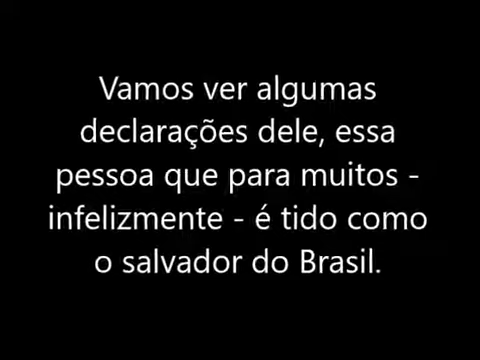 Vamos ver algumas
declarações dele, essa
pessoa que para muitos -
infelizmente - é tido como
o salvador do Brasil.